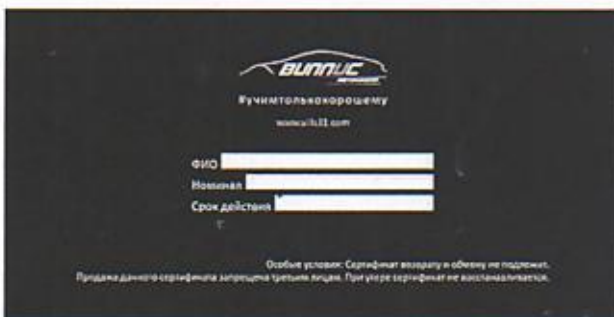 ВИЛЛИС
#учимтолькохорошему
ФИО
Номинал
Срок действия
Особые условия: Сертификат возврату и обмену не подлежит.
Продажа данного сертификата запрещена третьим лицам. При утере сертификат не восстанавливается.